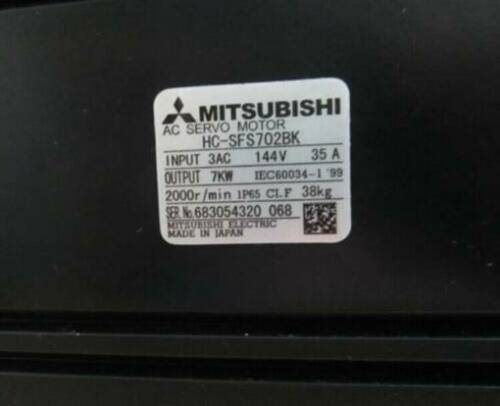 MITSUBISHI
AC SERVO MOTOR
HC-SFS702BK
INPUT 3AC 144V 35 A
OUTPUT 7KW IEC60034-1 '99
2000r/min IP65 CI.F 38kg
SER.No.683054320 068
MITSUBISHI ELECTRIC
MADE IN JAPAN